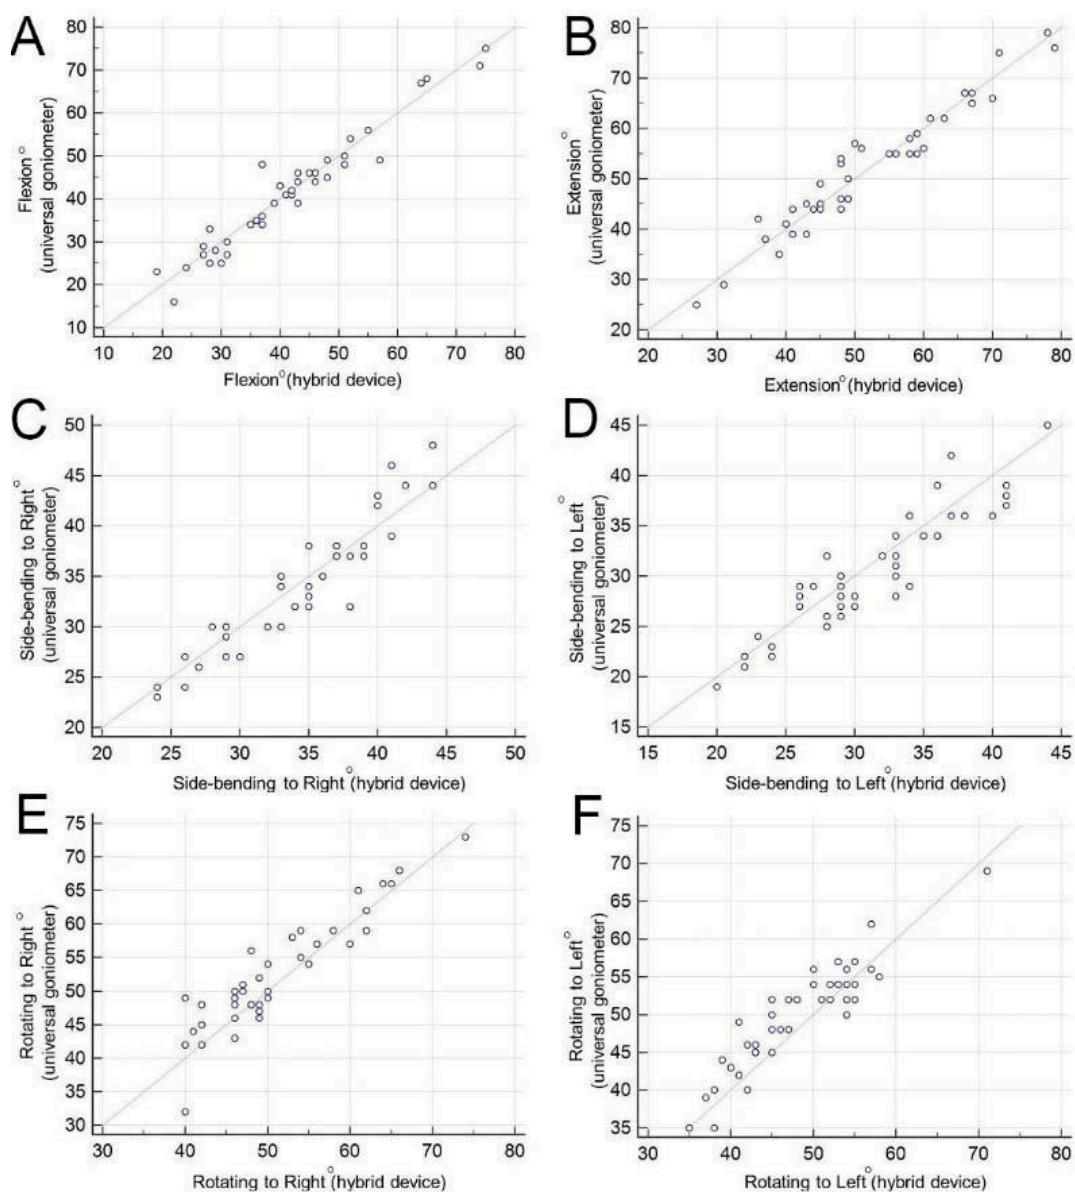 A
Flexion°
(universal goniometer)
80
70
60
50
40
30
20
10
10 20 30 40 50 60 70 80
Flexion° (hybrid device)
B
Extension°
(universal goniometer)
80
70
60
50
40
30
20
20 30 40 50 60 70 80
Extension° (hybrid device)
C
Side-bending to Right°
(universal goniometer)
50
45
40
35
30
25
20
20 25 30 35 40 45 50
Side-bending to Right° (hybrid device)
D
Side-bending to Left°
(universal goniometer)
45
40
35
30
25
20
15
15 20 25 30 35 40 45
Side-bending to Left° (hybrid device)
E
Rotating to Right°
(universal goniometer)
75
70
65
60
55
50
45
40
35
30
30 40 50 60 70 80
Rotating to Right° (hybrid device)
F
Rotating to Left°
(universal goniometer)
75
70
65
60
55
50
45
40
35
30 40 50 60 70 80
Rotating to Left° (hybrid device)